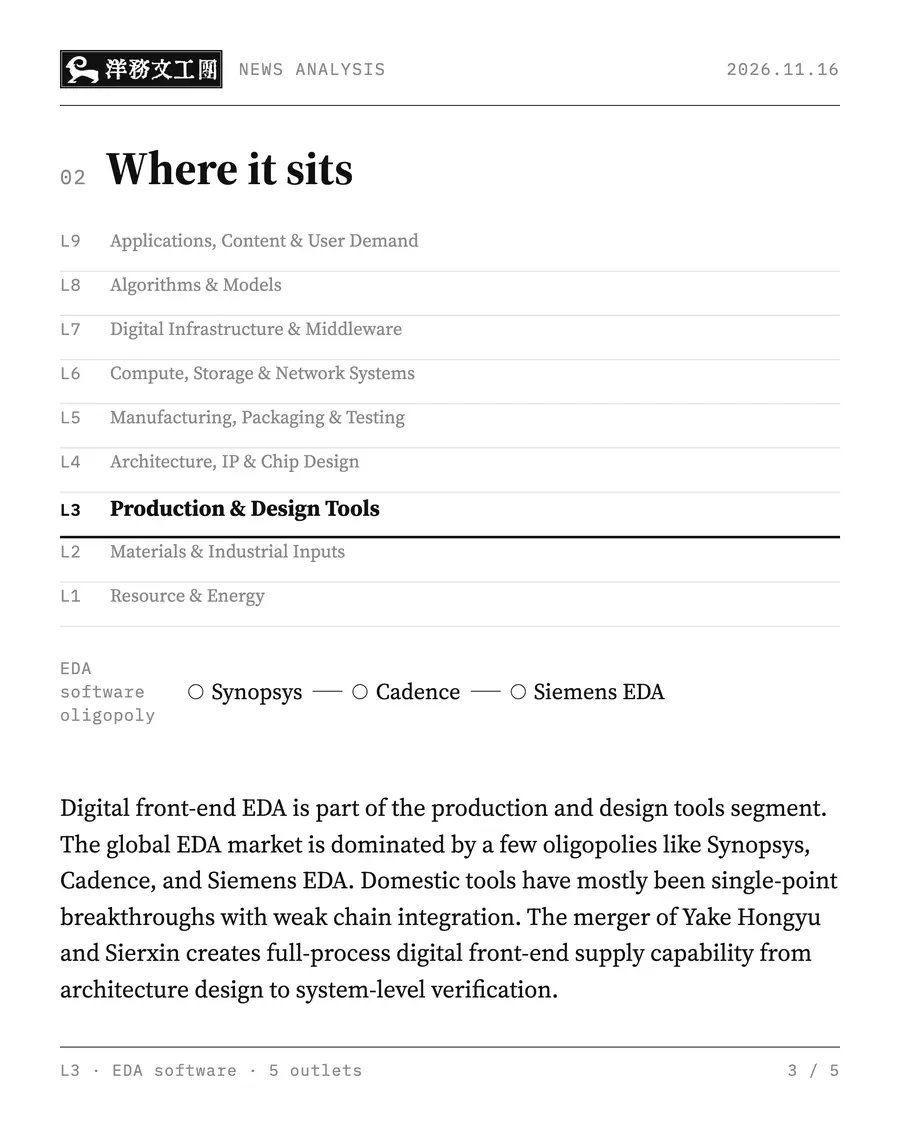 洋務文工團 NEWS ANALYSIS 2026.11.16
02 Where it sits
L9 Applications, Content & User Demand
L8 Algorithms & Models
L7 Digital Infrastructure & Middleware
L6 Compute, Storage & Network Systems
L5 Manufacturing, Packaging & Testing
L4 Architecture, IP & Chip Design
L3 Production & Design Tools
L2 Materials & Industrial Inputs
L1 Resource & Energy
EDA
software
oligopoly
Synopsys — Cadence — Siemens EDA
Digital front-end EDA is part of the production and design tools segment.
The global EDA market is dominated by a few oligopolies like Synopsys,
Cadence, and Siemens EDA. Domestic tools have mostly been single-point
breakthroughs with weak chain integration. The merger of Yake Hongyu
and Sierxin creates full-process digital front-end supply capability from
architecture design to system-level verification.
L3 · EDA software · 5 outlets 3 / 5